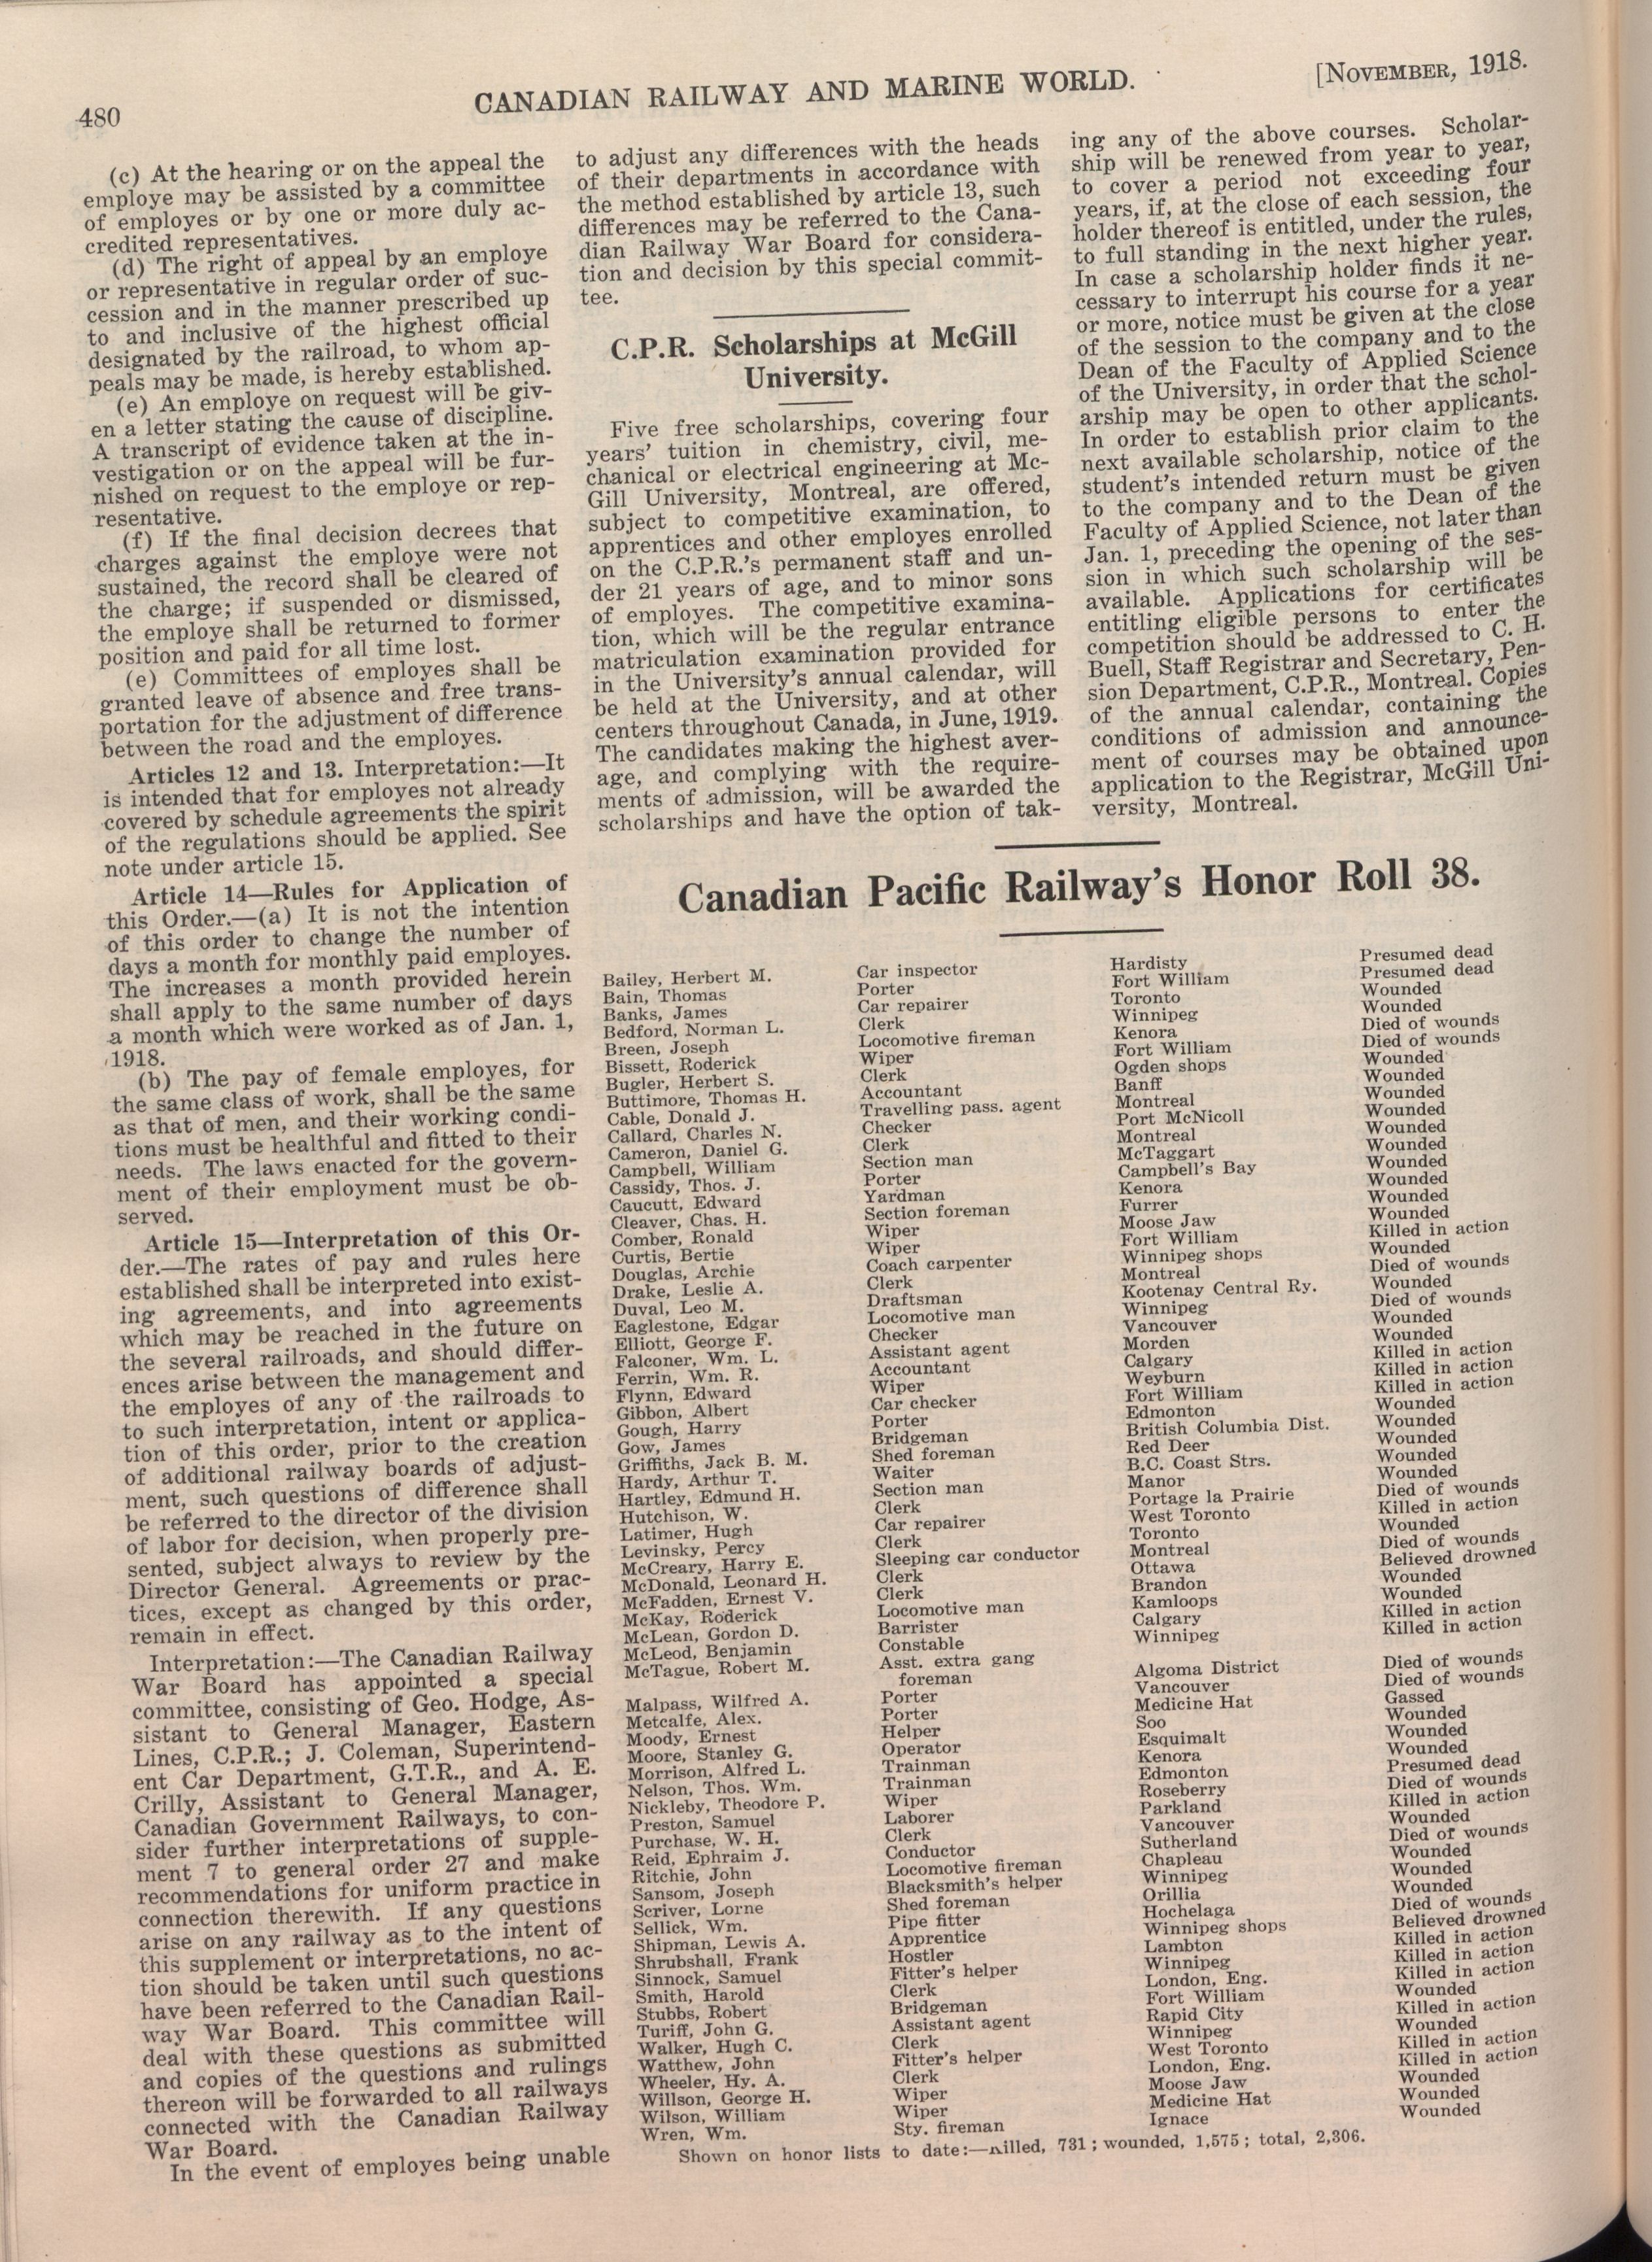 480
CANADIAN RAILWAY AND MARINE WORLD.
[NOVEMBER, 1918.
(c) At the hearing or on the appeal the
employe may be assisted by a committee
of employes or by one or more duly ac-
credited representatives.
(d) The right of appeal by an employe
or representative in regular order of suc-
cession and in the manner prescribed up
to and inclusive of the highest official
designated by the railroad, to whom ap-
peals may be made, is hereby established.
(e) An employe on request will be giv-
en a letter stating the cause of discipline.
A transcript of evidence taken at the in-
vestigation or on the appeal will be fur-
nished on request to the employe or rep-
resentative.
(f) If the final decision decrees that
charges against the employe were not
sustained, the record shall be cleared of
the charge; if suspended or dismissed,
the employe shall be returned to former
position and paid for all time lost.
(e) Committees of employes shall be
granted leave of absence and free trans-
portation for the adjustment of difference
between the road and the employes.
Articles 12 and 13. Interpretation:—It
is intended that for employes not already
covered by schedule agreements the spirit
of the regulations should be applied. See
note under article 15.
Article 14—Rules for Application of
this Order.—(a) It is not the intention
of this order to change the number of
days a month for monthly paid employes.
The increases a month provided herein
shall apply to the same number of days
a month which were worked as of Jan. 1,
1918.
(b) The pay of female employes, for
the same class of work, shall be the same
as that of men, and their working condi-
tions must be healthful and fitted to their
needs. The laws enacted for the govern-
ment of their employment must be ob-
served.
Article 15—Interpretation of this Or-
der.—The rates of pay and rules here
established shall be interpreted into exist-
ing agreements, and into agreements
which may be reached in the future on
the several railroads, and should differ-
ences arise between the management and
the employes of any of the railroads to
to such interpretation, intent or applica-
tion of this order, prior to the creation
of additional railway boards of adjust-
ment, such questions of difference shall
be referred to the director of the division
of labor for decision, when properly pre-
sented, subject always to review by the
Director General. Agreements or prac-
tices, except as changed by this order,
remain in effect.
Interpretation:—The Canadian Railway
War Board has appointed a special
committee, consisting of Geo. Hodge, As-
sistant to General Manager, Eastern
Lines, C.P.R.; J. Coleman, Superintend-
ent Car Department, G.T.R., and A. E.
Crilly, Assistant to General Manager,
Canadian Government Railways, to con-
sider further interpretations of supple-
ment 7 to general order 27 and make
recommendations for uniform practice in
connection therewith. If any questions
arise on any railway as to the intent of
this supplement or interpretations, no ac-
tion should be taken until such questions
have been referred to the Canadian Rail-
way War Board. This committee will
deal with these questions as submitted
and copies of the questions and rulings
thereon will be forwarded to all railways
connected with the Canadian Railway
War Board.
In the event of employes being unable
to adjust any differences with the heads
of their departments in accordance with
the method established by article 13, such
differences may be referred to the Cana-
dian Railway War Board for considera-
tion and decision by this special commit-
tee.
C.P.R. Scholarships at McGill
University.
Five free scholarships, covering four
years' tuition in chemistry, civil, me-
chanical or electrical engineering at Mc-
Gill University, Montreal, are offered,
subject to competitive examination, to
apprentices and other employes enrolled
on the C.P.R.'s permanent staff and un-
der 21 years of age, and to minor sons
of employes. The competitive examina-
tion, which will be the regular entrance
matriculation examination provided for
in the University's annual calendar, will
be held at the University, and at other
centers throughout Canada, in June, 1919.
The candidates making the highest aver-
age, and complying with the require-
ments of admission, will be awarded the
scholarships and have the option of tak-
ing any of the above courses. Scholar-
ship will be renewed from year to year,
to cover a period not exceeding four
years, if, at the close of each session, the
holder thereof is entitled, under the rules,
to full standing in the next higher year.
In case a scholarship holder finds it ne-
cessary to interrupt his course for a year
or more, notice must be given at the close
of the session to the company and to the
Dean of the Faculty of Applied Science
of the University, in order that the schol-
arship may be open to other applicants.
In order to establish prior claim to the
next available scholarship, notice of the
student's intended return must be given
to the company and to the Dean of the
Faculty of Applied Science, not later than
Jan. 1, preceding the opening of the ses-
sion in which such scholarship will be
available. Applications for certificates
entitling eligible persons to enter the
competition should be addressed to C. H.
Buell, Staff Registrar and Secretary, Pen-
sion Department, C.P.R., Montreal. Copies
of the annual calendar, containing the
conditions of admission and announce-
ment of courses may be obtained upon
application to the Registrar, McGill Uni-
versity, Montreal.
Canadian Pacific Railway's Honor Roll 38.
Bailey, Herbert M. Car inspector Hardisty Presumed dead
Bain, Thomas Porter Fort William Presumed dead
Banks, James Car repairer Toronto Wounded
Bedford, Norman L. Clerk Winnipeg Wounded
Breen, Joseph Locomotive fireman Kenora Died of wounds
Bissett, Roderick Wiper Fort William Died of wounds
Bugler, Herbert S. Clerk Ogden shops Wounded
Buttimore, Thomas H. Accountant Banff Wounded
Cable, Donald J. Travelling pass. agent Montreal Wounded
Callard, Charles N. Checker Port McNicoll Wounded
Cameron, Daniel G. Clerk Montreal Wounded
Campbell, William Section man McTaggart Wounded
Cassidy, Thos. J. Porter Campbell's Bay Wounded
Caucutt, Edward Yardman Kenora Wounded
Cleaver, Chas. H. Section foreman Furrer Wounded
Comber, Ronald Wiper Moose Jaw Wounded
Curtis, Bertie Wiper Fort William Killed in action
Douglas, Archie Coach carpenter Winnipeg shops Wounded
Drake, Leslie A. Clerk Montreal Died of wounds
Duval, Leo M. Draftsman Kootenay Central Ry. Wounded
Eaglestone, Edgar Locomotive man Winnipeg Died of wounds
Elliott, George F. Checker Vancouver Wounded
Falconer, Wm. L. Assistant agent Morden Wounded
Ferrin, Wm. R. Accountant Calgary Killed in action
Flynn, Edward Wiper Weyburn Killed in action
Gibbon, Albert Car checker Fort William Killed in action
Gough, Harry Porter Edmonton Wounded
Gow, James Bridgeman British Columbia Dist. Wounded
Griffiths, Jack B. M. Shed foreman Red Deer Wounded
Hardy, Arthur T. Waiter B.C. Coast Strs. Wounded
Hartley, Edmund H. Section man Manor Wounded
Hutchison, W. Clerk Portage la Prairie Died of wounds
Latimer, Hugh Car repairer West Toronto Killed in action
Levinsky, Percy Clerk Toronto Wounded
McCreary, Harry E. Sleeping car conductor Montreal Died of wounds
McDonald, Leonard H. Clerk Ottawa Believed drowned
McFadden, Ernest V. Clerk Brandon Wounded
McKay, Roderick Locomotive man Kamloops Wounded
McLean, Gordon D. Barrister Calgary Killed in action
McLeod, Benjamin Constable Winnipeg Killed in action
McTague, Robert M. Asst. extra gang
foreman Algoma District Died of wounds
Malpass, Wilfred A. Porter Vancouver Died of wounds
Metcalfe, Alex. Porter Medicine Hat Gassed
Moody, Ernest Helper Soo Wounded
Moore, Stanley G. Operator Esquimalt Wounded
Morrison, Alfred L. Trainman Kenora Wounded
Nelson, Thos. Wm. Trainman Edmonton Presumed dead
Nickleby, Theodore P. Wiper Roseberry Died of wounds
Preston, Samuel Laborer Parkland Killed in action
Purchase, W. H. Clerk Vancouver Wounded
Reid, Ephraim J. Conductor Sutherland Died of wounds
Ritchie, John Locomotive fireman Chapleau Wounded
Sansom, Joseph Blacksmith's helper Winnipeg Wounded
Scriver, Lorne Shed foreman Orillia Wounded
Sellick, Wm. Pipe fitter Hochelaga Died of wounds
Shipman, Lewis A. Apprentice Winnipeg shops Believed drowned
Shrubshall, Frank Hostler Lambton Killed in action
Sinnock, Samuel Fitter's helper Winnipeg Killed in action
Smith, Harold Clerk London, Eng. Killed in action
Stubbs, Robert Bridgeman Fort William Wounded
Turiff, John G. Assistant agent Rapid City Killed in action
Walker, Hugh C. Clerk Winnipeg Wounded
Watthew, John Fitter's helper West Toronto Killed in action
Wheeler, Hy. A. Clerk London, Eng. Killed in action
Willson, George H. Wiper Moose Jaw Wounded
Wilson, William Wiper Medicine Hat Wounded
Wren, Wm. Sty. fireman Ignace Wounded
Shown on honor lists to date:—Killed, 731; wounded, 1,575; total, 2,306.